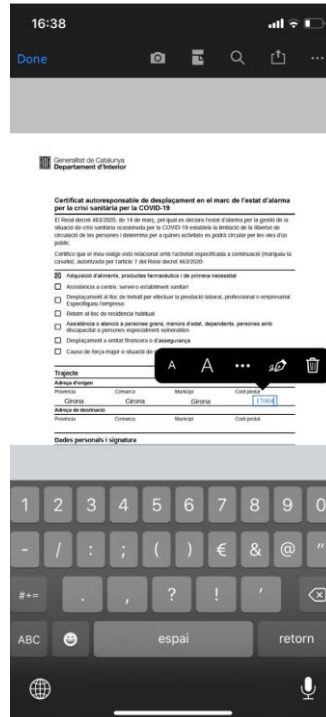 16:38
Done
Generalitat de Catalunya
Departament d'Interior
Certificat autoresponsable de desplaçament en el marc de l'estat d'alarma
per la crisi sanitària per la COVID-19
El Reial decret 463/2020, de 14 de març, pel qual es declara l'estat d'alarma per la gestió de la
situació de crisi sanitària ocasionada per la COVID-19 estableix la limitació de la llibertat de
circulació de les persones i determina per a quines activitats es podrà circular per les vies d'ús
públic.
Certifico que el meu viatge està relacionat amb l'activitat especificada a continuació (marqueu la
casella), autoritzada per l'article 7 del Reial decret 463/2020:
Adquisició d'aliments, productes farmacèutics i de primera necessitat
Assistència a centre, servei o establiment sanitari
Desplaçament al lloc de treball per efectuar la prestació laboral, professional o empresarial.
Especifiqueu l'empresa
Retorn al lloc de residència habitual
Assistència o atenció a persones grans, menors d'edat, dependents, persones amb
discapacitat o persones especialment vulnerables
Desplaçament a entitat financera o d'assegurança
Causa de força major o situació de
A A
Trajecte
Adreça d'origen
Província Comarca Municipi Codi postal
Girona Girona Girona 17004
Adreça de destinació
Província Comarca Municipi Codi postal
Dades personals i signatura
1 2 3 4 5 6 7 8 9 0
- / : ; ( ) € & @ "
#+= . , ? ! '
ABC espai retorn